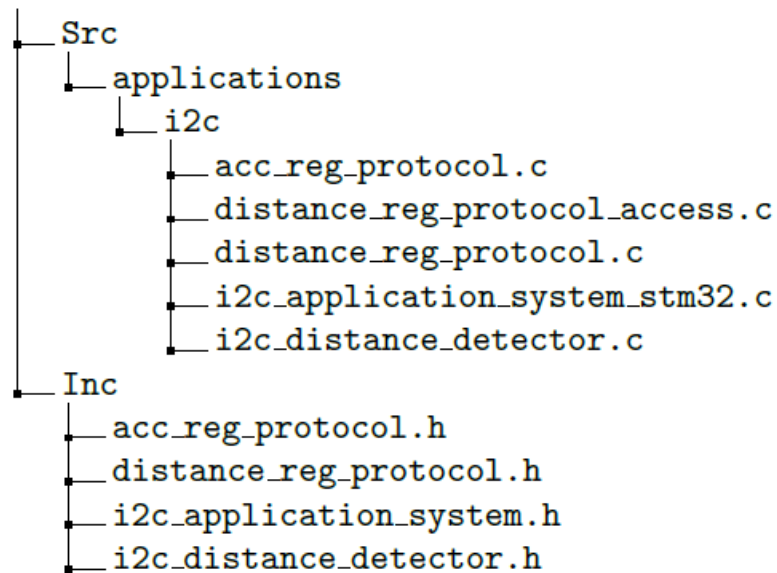 Src
applications
i2c
acc_reg_protocol.c
distance_reg_protocol_access.c
distance_reg_protocol.c
i2c_application_system_stm32.c
i2c_distance_detector.c
Inc
acc_reg_protocol.h
distance_reg_protocol.h
i2c_application_system.h
i2c_distance_detector.h